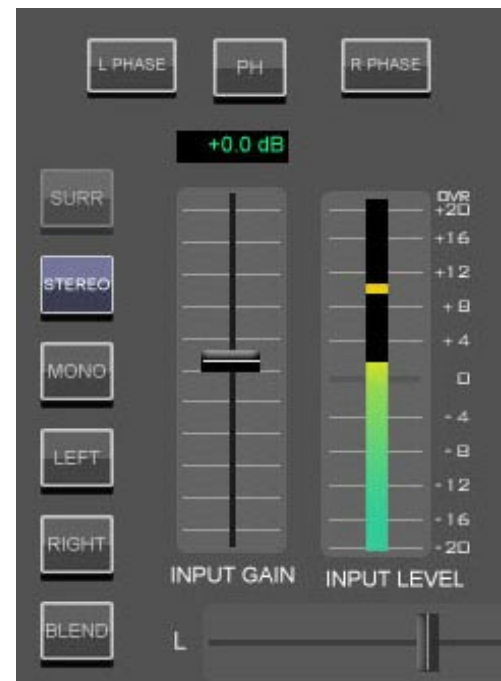 L PHASE
PH
R PHASE
+0.0 dB
SURR
STEREO
MONO
LEFT
RIGHT
BLEND
OVR
+20
+16
+12
+8
+4
0
-4
-8
-12
-16
-20
INPUT GAIN
INPUT LEVEL
L